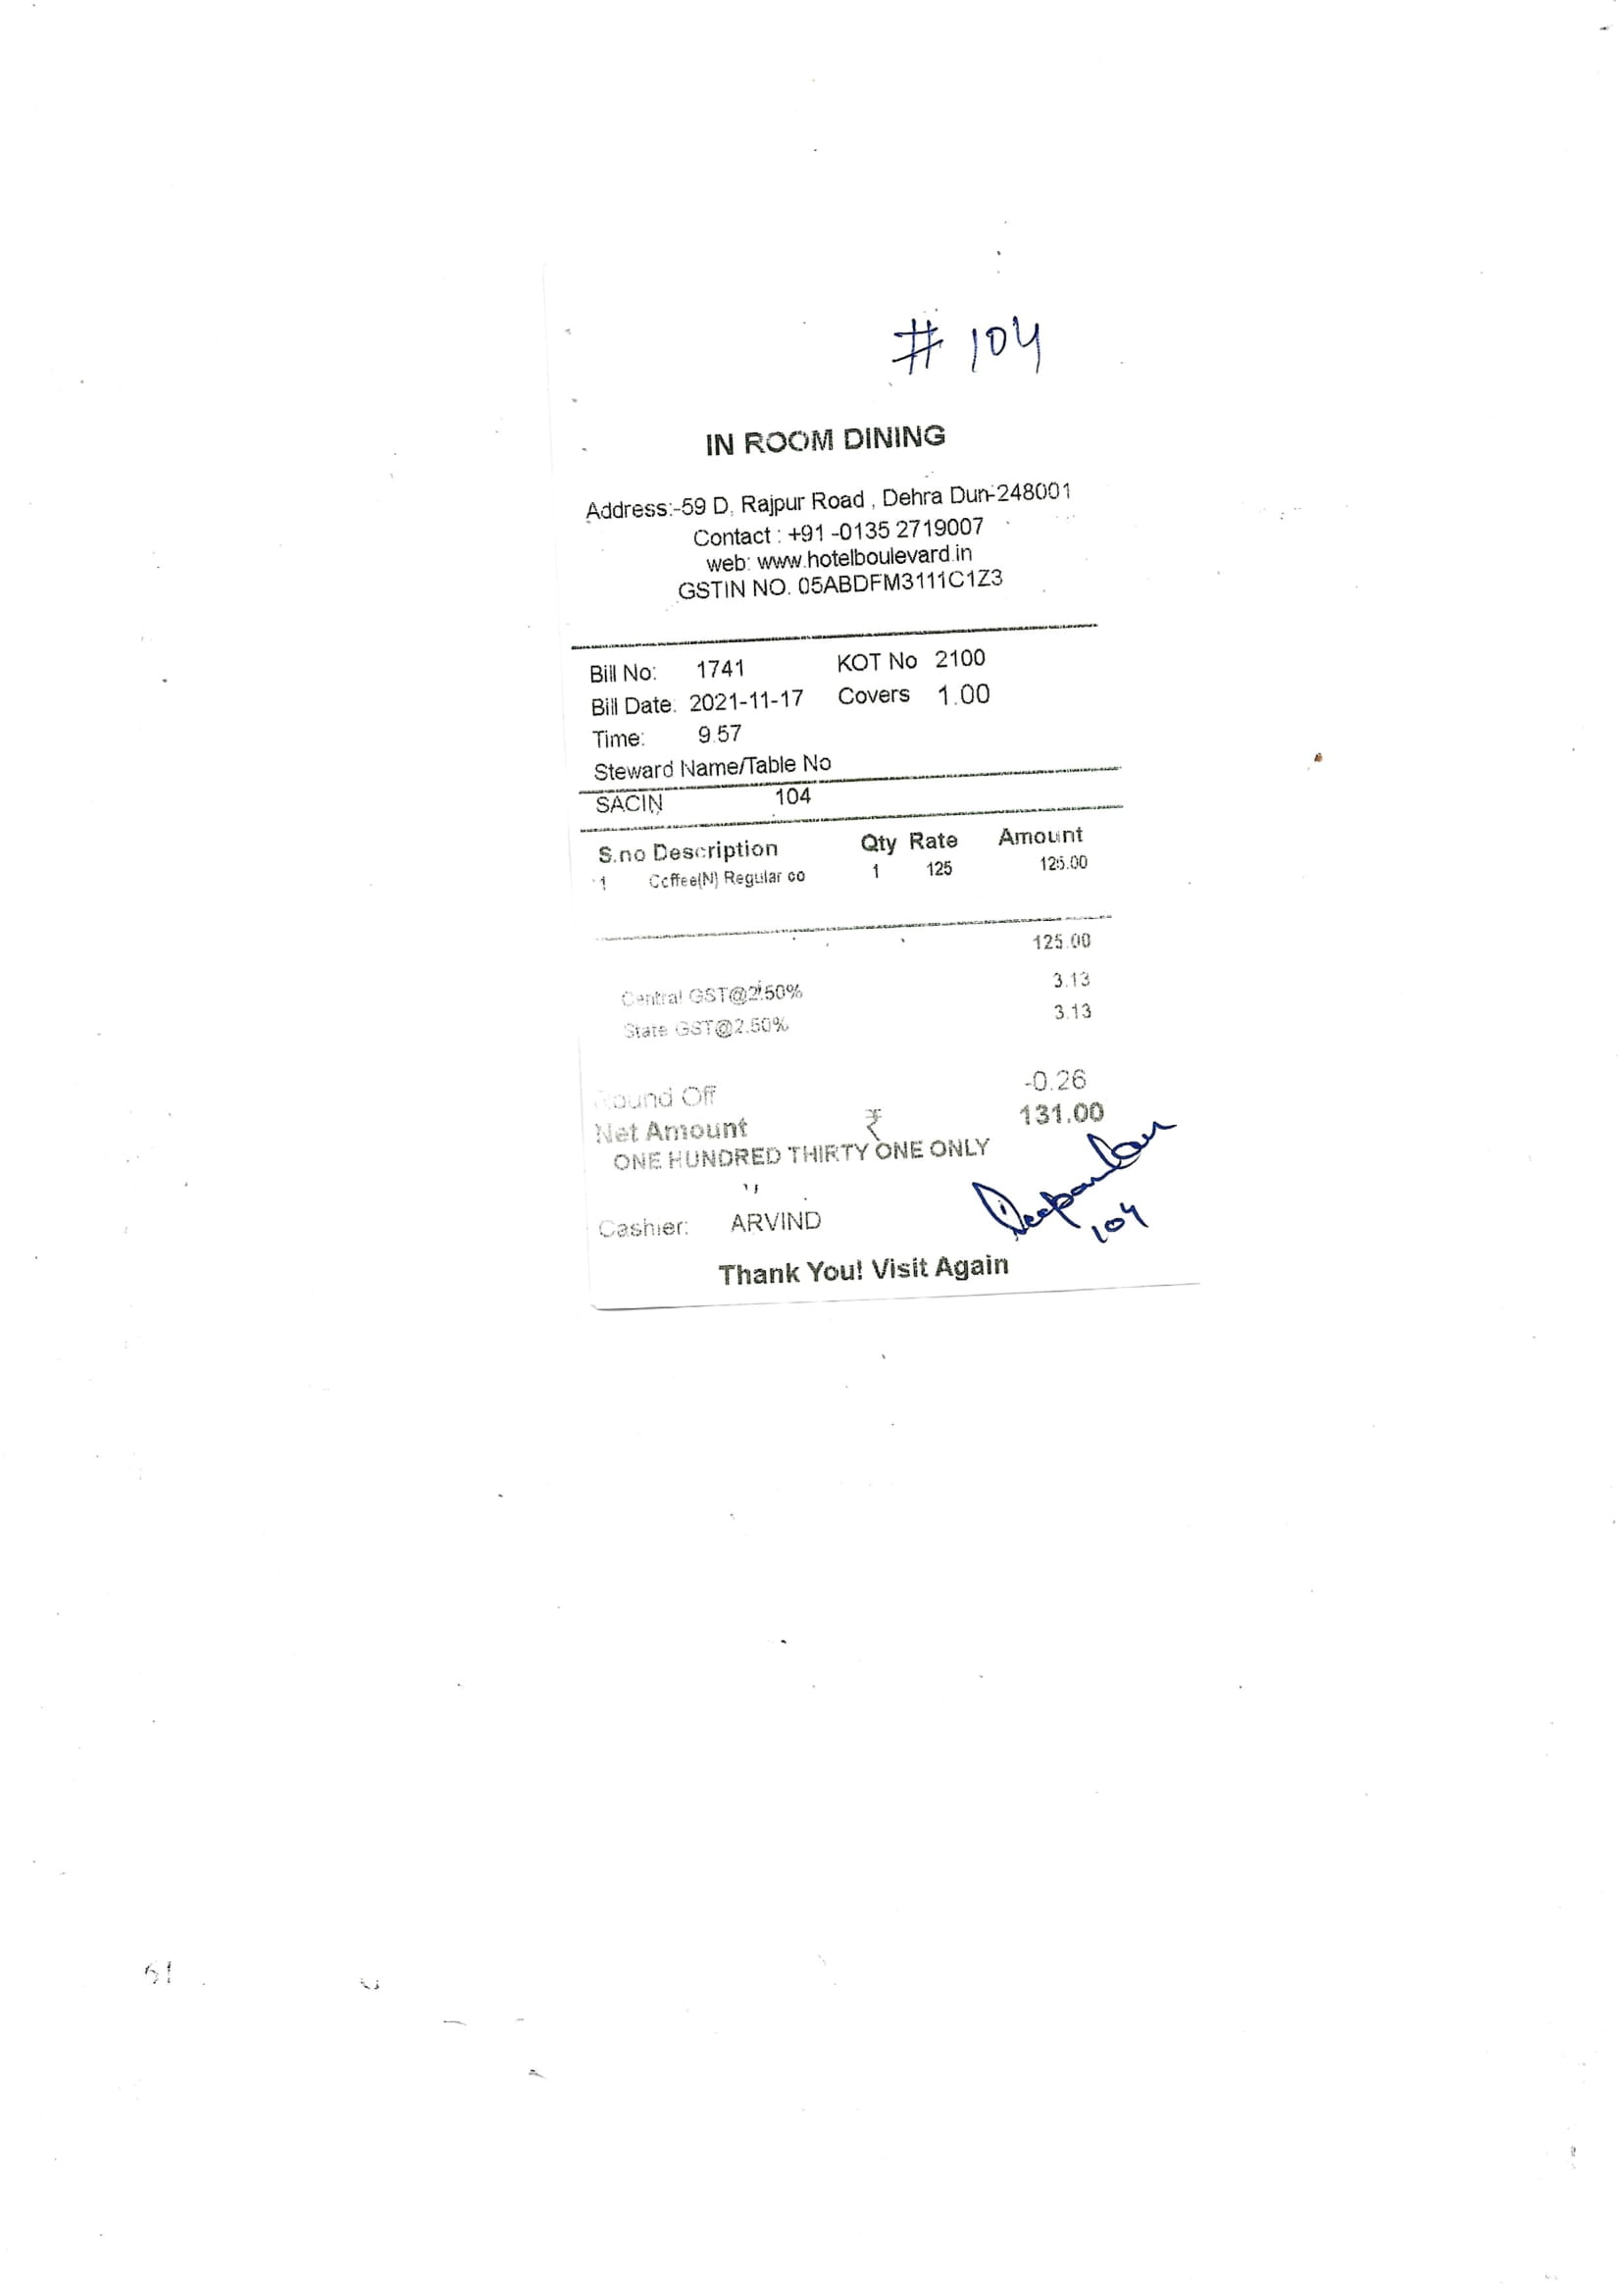 # 104
IN ROOM DINING
Address:-59 D, Rajpur Road , Dehra Dun-248001
Contact : +91 -0135 2719007
web: www.hotelboulevard.in
GSTIN NO. 05ABDFM3111C1Z3
Bill No: 1741 KOT No 2100
Bill Date: 2021-11-17 Covers 1.00
Time: 9.57
Steward Name/Table No
SACIN 104
S.no Description Qty Rate Amount
1 Coffee(N) Regular co 1 125 125.00
125.00
Central GST@2.50% 3.13
State GST@2.50% 3.13
Round Off -0.26
Net Amount ₹ 131.00
ONE HUNDRED THIRTY ONE ONLY
104
Cashier: ARVIND
Thank You! Visit Again